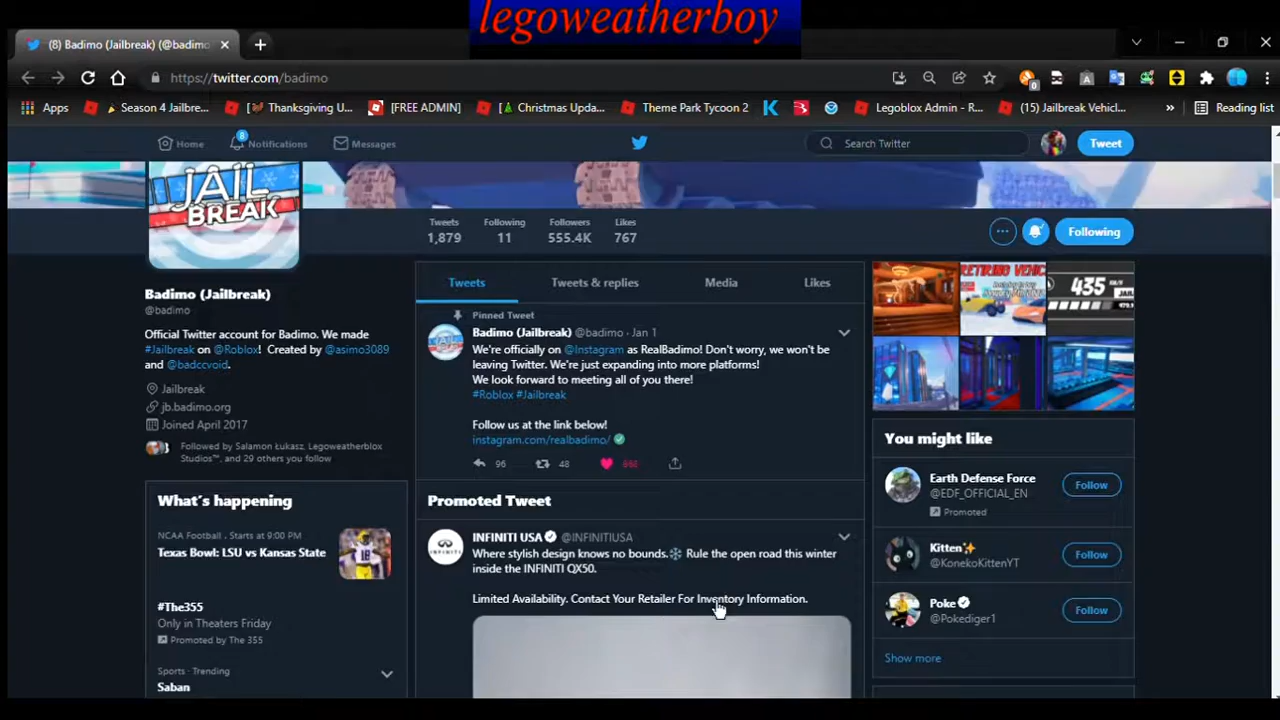 legoweatherboy
(8) Badimo (Jailbreak) (@badimo
https://twitter.com/badimo
Apps
Season 4 Jailbre...
Thanksgiving U...
[FREE ADMIN]
Christmas Upda...
Theme Park Tycoon 2
Legoblox Admin - R...
(15) Jailbreak Vehicl...
»
Reading list
Home
8
Notifications
Messages
Search Twitter
Tweet
JAIL
BREAK
Tweets
1,879
Following
11
Followers
555.4K
Likes
767
Following
Badimo (Jailbreak)
@badimo
Official Twitter account for Badimo. We made
#Jailbreak on @Roblox! Created by @asimo3089
and @badccvoid.
Jailbreak
jb.badimo.org
Joined April 2017
Followed by Salamon Łukasz, Legoweatherblox
Studios™, and 29 others you follow
What's happening
NCAA Football · Starts at 9:00 PM
Texas Bowl: LSU vs Kansas State
#The355
Only in Theaters Friday
Promoted by The 355
Sports · Trending
Saban
Tweets
Tweets & replies
Media
Likes
Pinned Tweet
Badimo (Jailbreak) @badimo · Jan 1
We're officially on @Instagram as RealBadimo! Don't worry, we won't be
leaving Twitter. We're just expanding into more platforms!
We look forward to meeting all of you there!
#Roblox #Jailbreak
Follow us at the link below!
instagram.com/realbadimo/
96
48
Promoted Tweet
INFINITI USA @INFINITIUSA
Where stylish design knows no bounds. Rule the open road this winter
inside the INFINITI QX50.
Limited Availability. Contact Your Retailer For Inventory Information.
INFINITI
RETIRING VEHIC
435
You might like
Earth Defense Force
@EDF_OFFICIAL_EN
Promoted
Follow
Kitten
@KonekoKittenYT
Follow
Poke
@Pokediger1
Follow
Show more